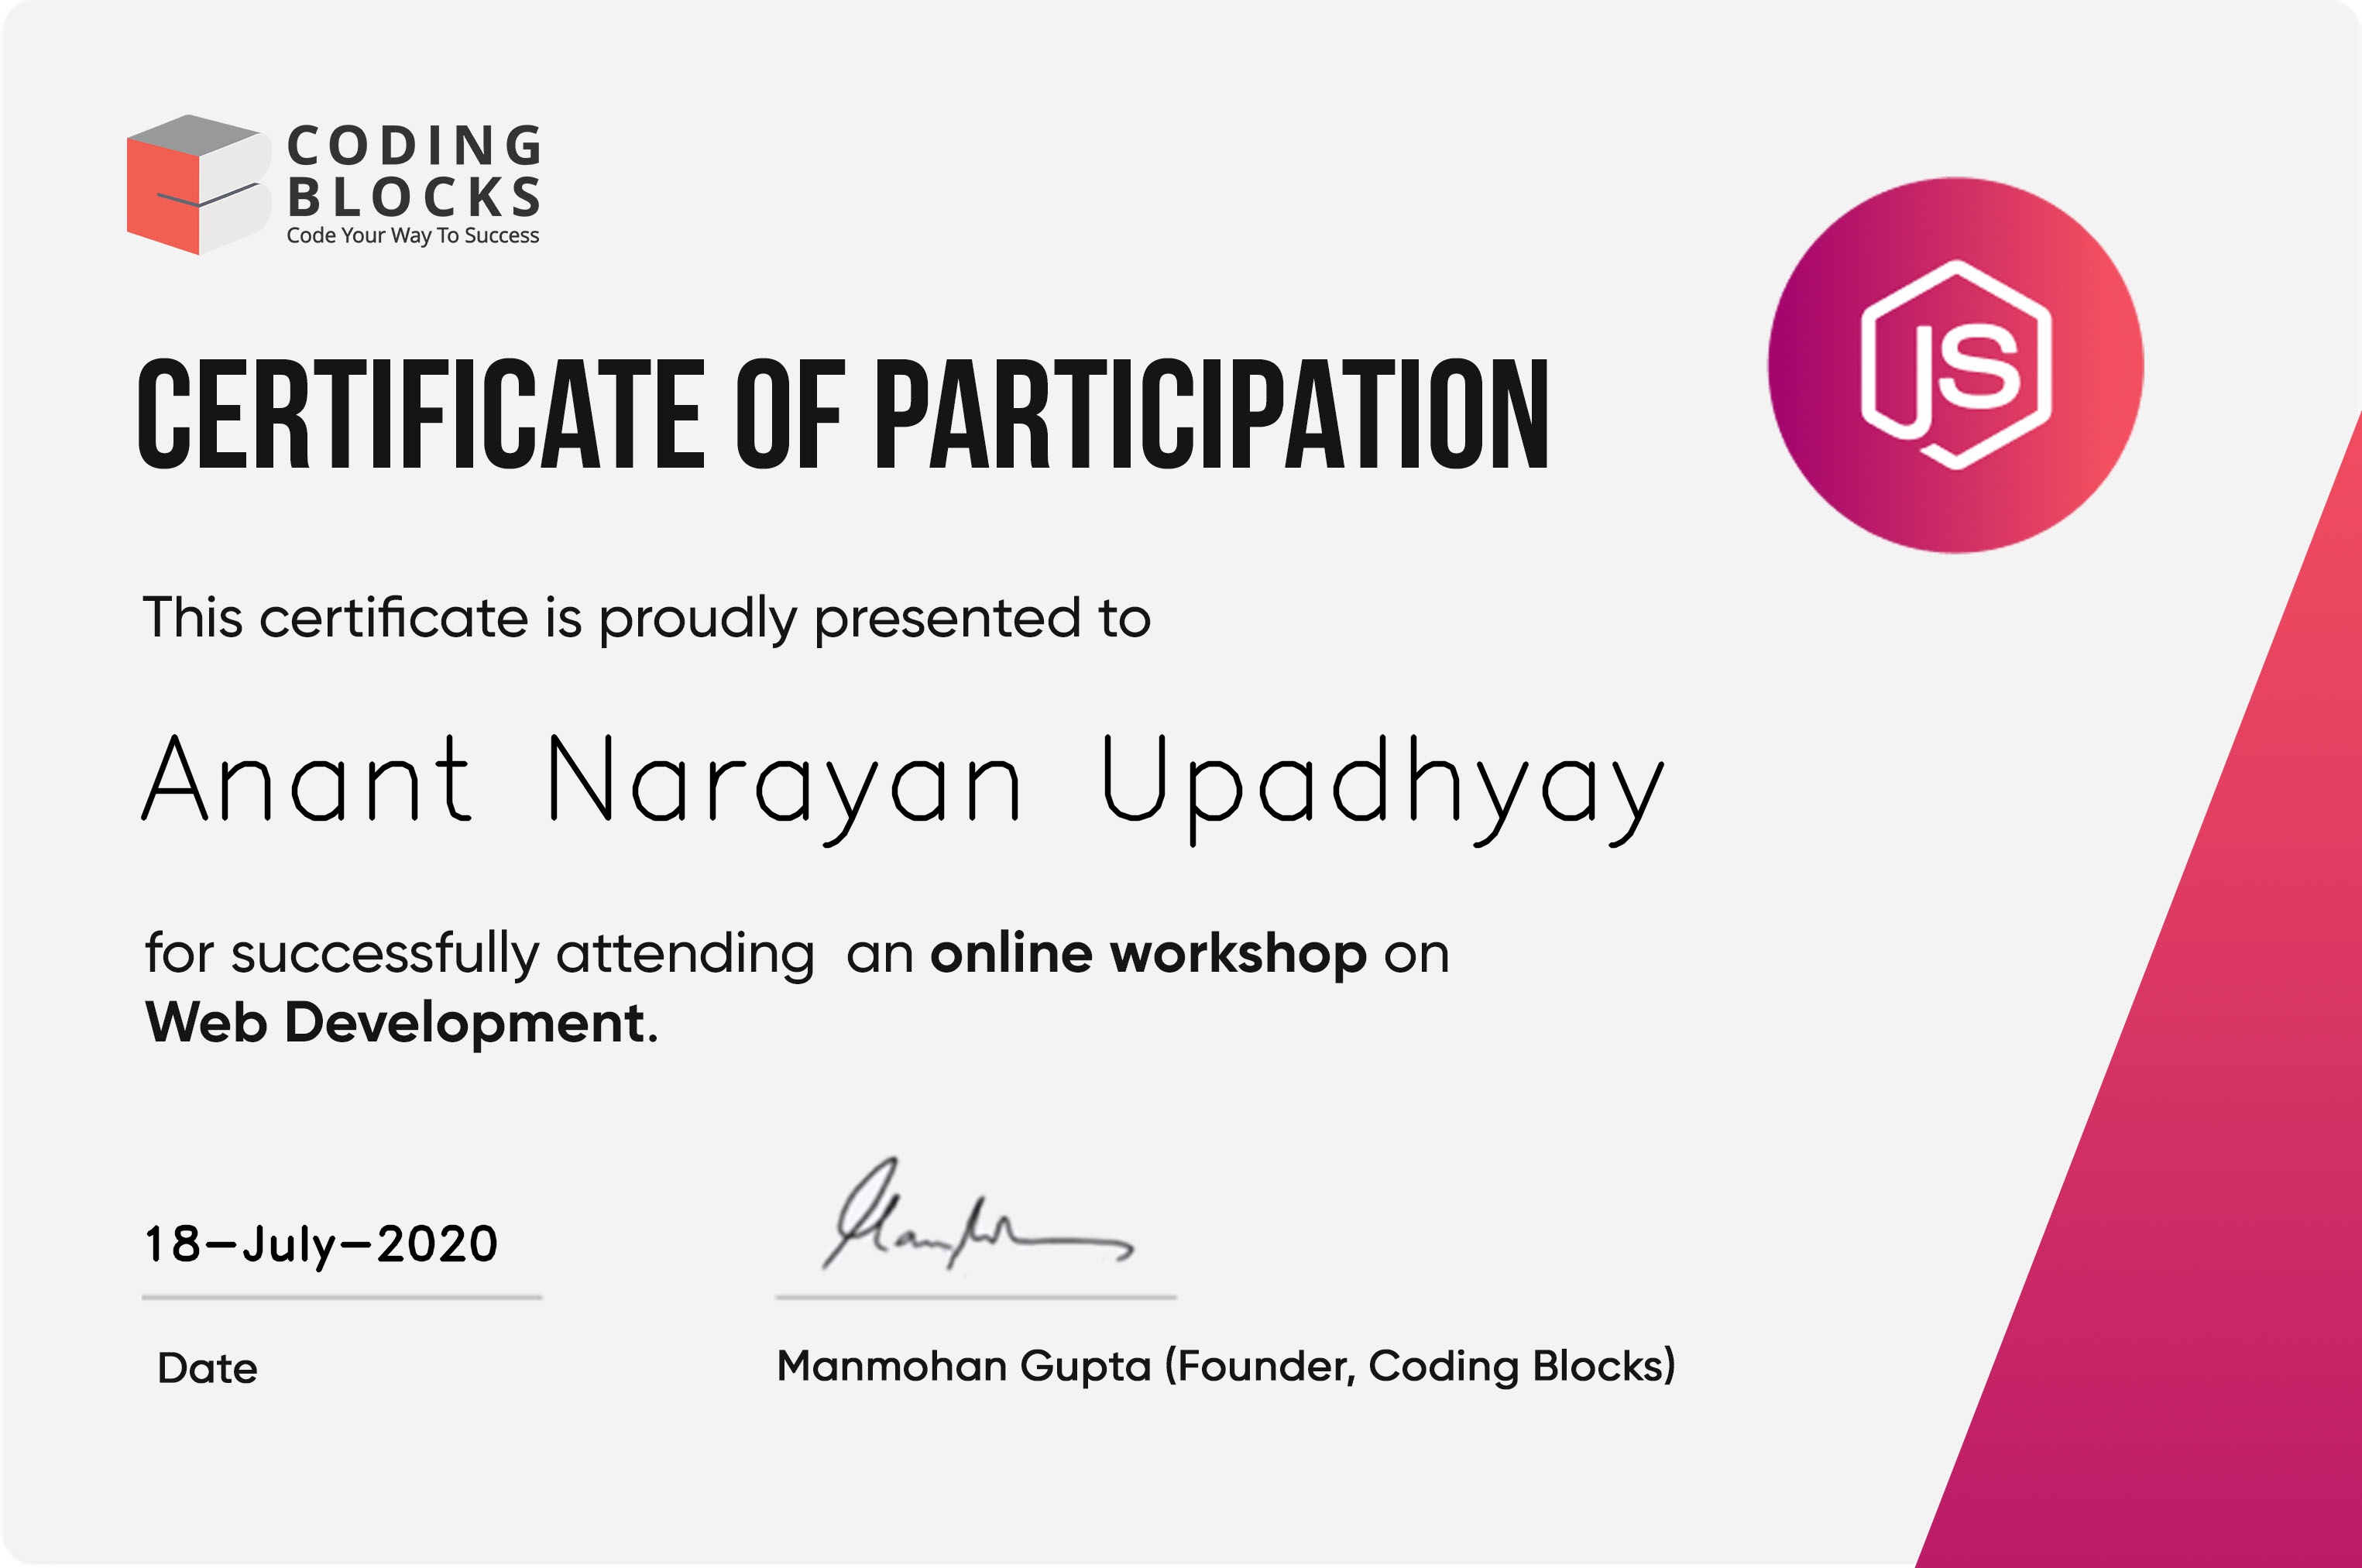 CODING
BLOCKS
Code Your Way To Success
JS
CERTIFICATE OF PARTICIPATION
This certificate is proudly presented to
Anant Narayan Upadhyay
for successfully attending an online workshop on
Web Development.
18-July-2020
Date
Manmohan Gupta (Founder, Coding Blocks)